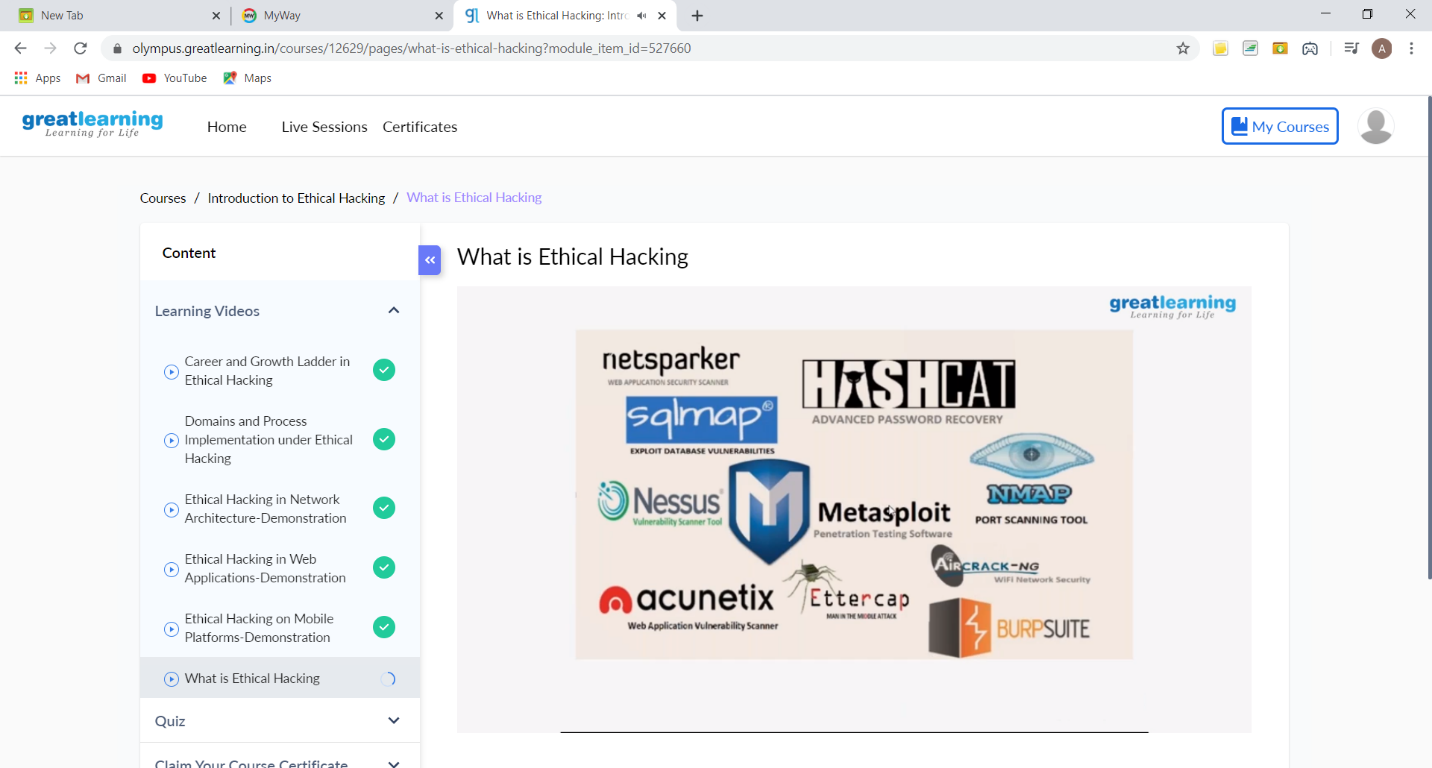 New Tab
MyWay
What is Ethical Hacking: Intro
olympus.greatlearning.in/courses/12629/pages/what-is-ethical-hacking?module_item_id=527660
A
Apps
Gmail
YouTube
Maps
greatlearning
Learning for Life
Home
Live Sessions
Certificates
My Courses
Courses / Introduction to Ethical Hacking / What is Ethical Hacking
Content
Learning Videos
Career and Growth Ladder in
Ethical Hacking
Domains and Process
Implementation under Ethical
Hacking
Ethical Hacking in Network
Architecture-Demonstration
Ethical Hacking in Web
Applications-Demonstration
Ethical Hacking on Mobile
Platforms-Demonstration
What is Ethical Hacking
Quiz
Claim Your Course Certificate
What is Ethical Hacking
greatlearning
Learning for Life
netsparker
WEB APPLICATION SECURITY SCANNER
HASHCAT
ADVANCED PASSWORD RECOVERY
sqlmap®
EXPLOIT DATABASE VULNERABILITIES
NMAP
PORT SCANNING TOOL
Nessus
Vulnerability Scanner Tool
M
Metasploit
Penetration Testing Software
AIRCRACK-NG
WiFi Network Security
acunetix
Web Application Vulnerability Scanner
Ettercap
MAN IN THE MIDDLE ATTACK
BURPSUITE